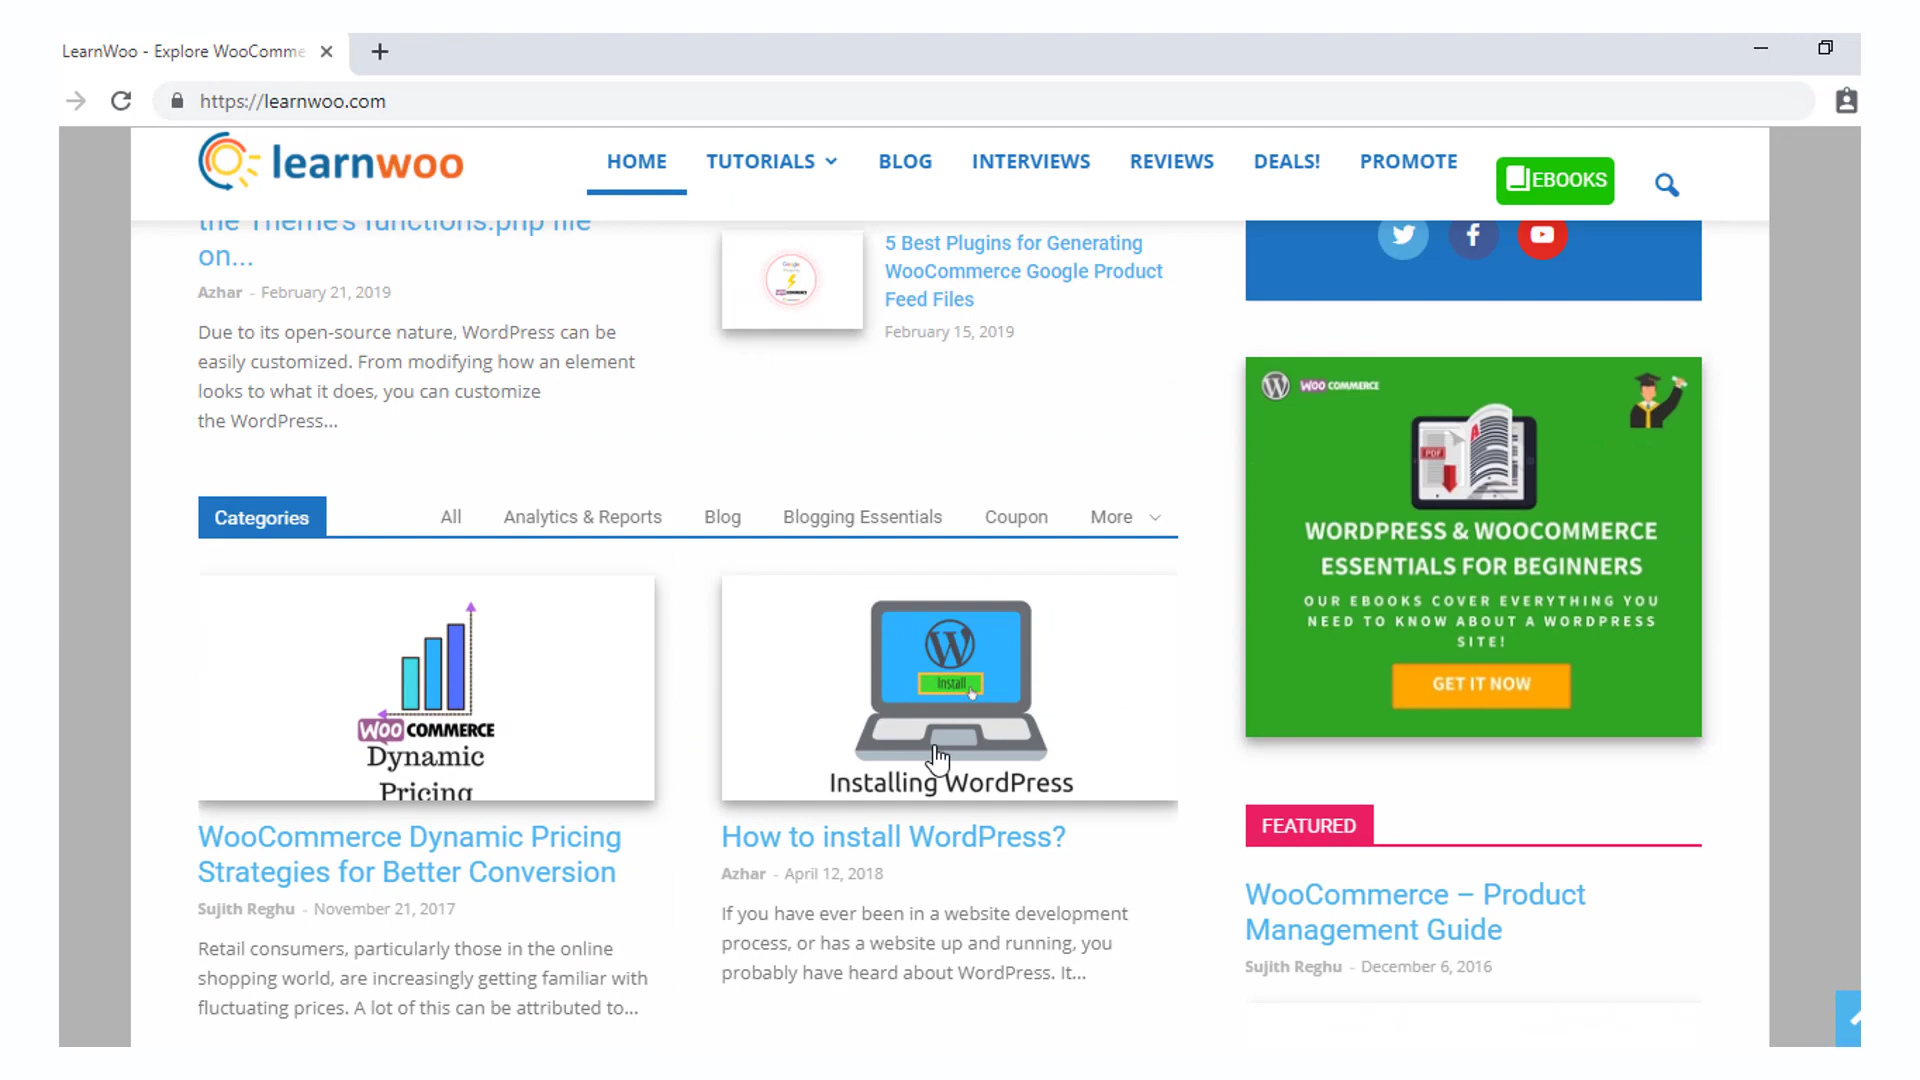 LearnWoo - Explore WooComme
https://learnwoo.com
learnwoo
HOME TUTORIALS BLOG INTERVIEWS REVIEWS DEALS! PROMOTE EBOOKS
the Theme's functions.php file
on...
Azhar - February 21, 2019
Due to its open-source nature, WordPress can be
easily customized. From modifying how an element
looks to what it does, you can customize
the WordPress...
Google
WOO COMMERCE
5 Best Plugins for Generating
WooCommerce Google Product
Feed Files
February 15, 2019
Categories All Analytics & Reports Blog Blogging Essentials Coupon More
WOO COMMERCE
Dynamic
Pricing
WooCommerce Dynamic Pricing
Strategies for Better Conversion
Sujith Reghu - November 21, 2017
Retail consumers, particularly those in the online
shopping world, are increasingly getting familiar with
fluctuating prices. A lot of this can be attributed to...
Install
Installing WordPress
How to install WordPress?
Azhar - April 12, 2018
If you have ever been in a website development
process, or has a website up and running, you
probably have heard about WordPress. It...
WOO COMMERCE
PDF
WORDPRESS & WOOCOMMERCE
ESSENTIALS FOR BEGINNERS
OUR EBOOKS COVER EVERYTHING YOU
NEED TO KNOW ABOUT A WORDPRESS
SITE!
GET IT NOW
FEATURED
WooCommerce – Product
Management Guide
Sujith Reghu - December 6, 2016